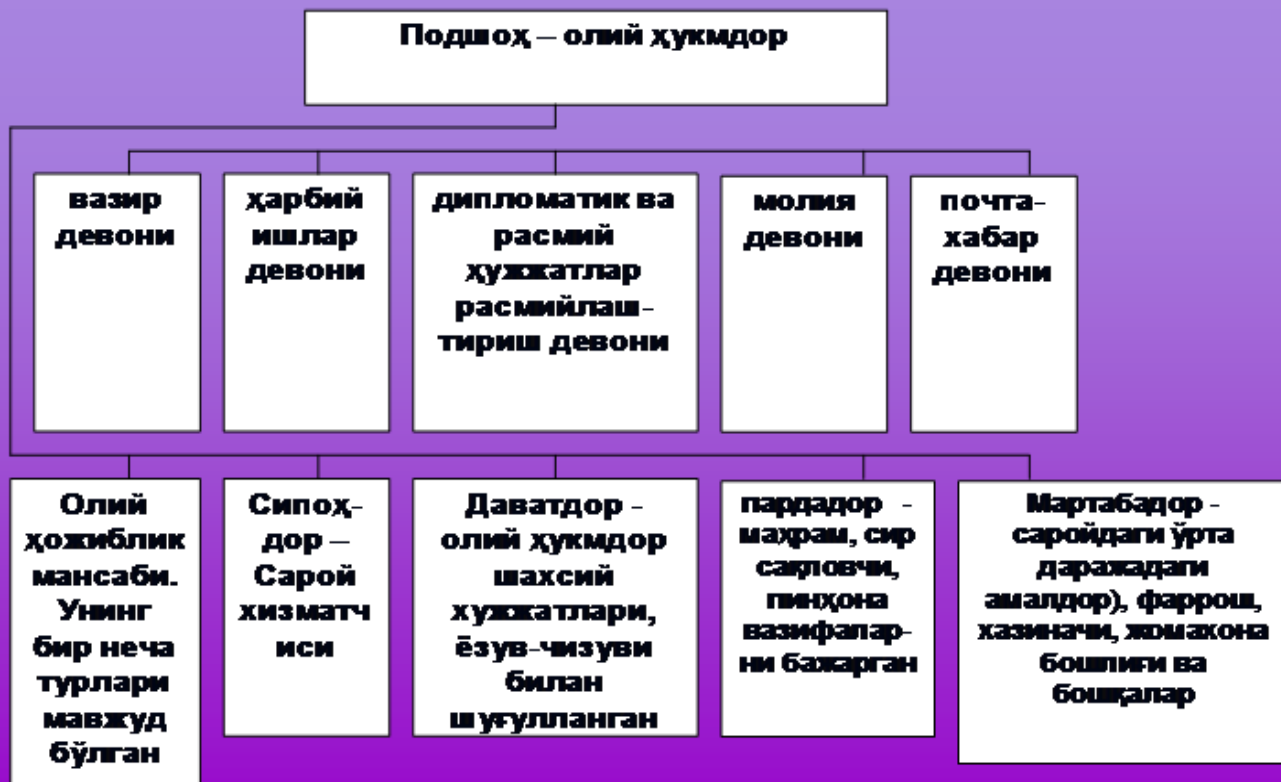 Подшоҳ – олий ҳукмдор
вазир
девони
ҳарбий
ишлар
девони
дипломатик ва
расмий
ҳужжатлар
расмийлаш-
тириш девони
молия
девони
почта-
хабар
девони
Олий
ҳожиблик
мансаби.
Унинг
бир неча
турлари
мавжуд
бўлган
Сипоҳ-
дор –
Сарой
хизматч
иси
Даватдор -
олий ҳукмдор
шахсий
хужжатлари,
ёзув-чизуви
билан
шуғулланган
пардадор -
маҳрам, сир
сақловчи,
пинҳона
вазифалар-
ни бажарган
Мартабадор -
саройдаги ўрта
даражадаги
амалдор), фаррош,
хазиначи, жомахона
бошлиғи ва
бошқалар